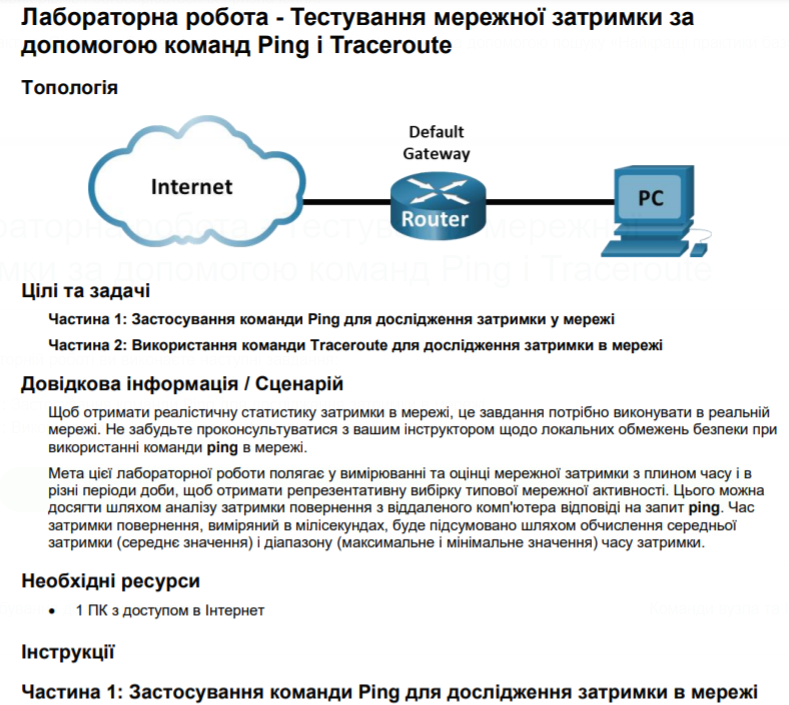 Лабораторна робота - Тестування мережної затримки за
допомогою команд Ping і Traceroute
Топологія
Default
Gateway
Internet
Router
PC
Цілі та задачі
Частина 1: Застосування команди Ping для дослідження затримки у мережі
Частина 2: Використання команди Traceroute для дослідження затримки в мережі
Довідкова інформація / Сценарій
Щоб отримати реалістичну статистику затримки в мережі, це завдання потрібно виконувати в реальній
мережі. Не забудьте проконсультуватися з вашим інструктором щодо локальних обмежень безпеки при
використанні команди ping в мережі.
Мета цієї лабораторної роботи полягає у вимірюванні та оцінці мережної затримки з плином часу і в
різні періоди доби, щоб отримати репрезентативну вибірку типової мережної активності. Цього можна
досягти шляхом аналізу затримки повернення з віддаленого комп'ютера відповіді на запит ping. Час
затримки повернення, виміряний в мілісекундах, буде підсумовано шляхом обчислення середньої
затримки (середнє значення) і діапазону (максимальне і мінімальне значення) часу затримки.
Необхідні ресурси
• 1 ПК з доступом в Інтернет
Інструкції
Частина 1: Застосування команди Ping для дослідження затримки в мережі